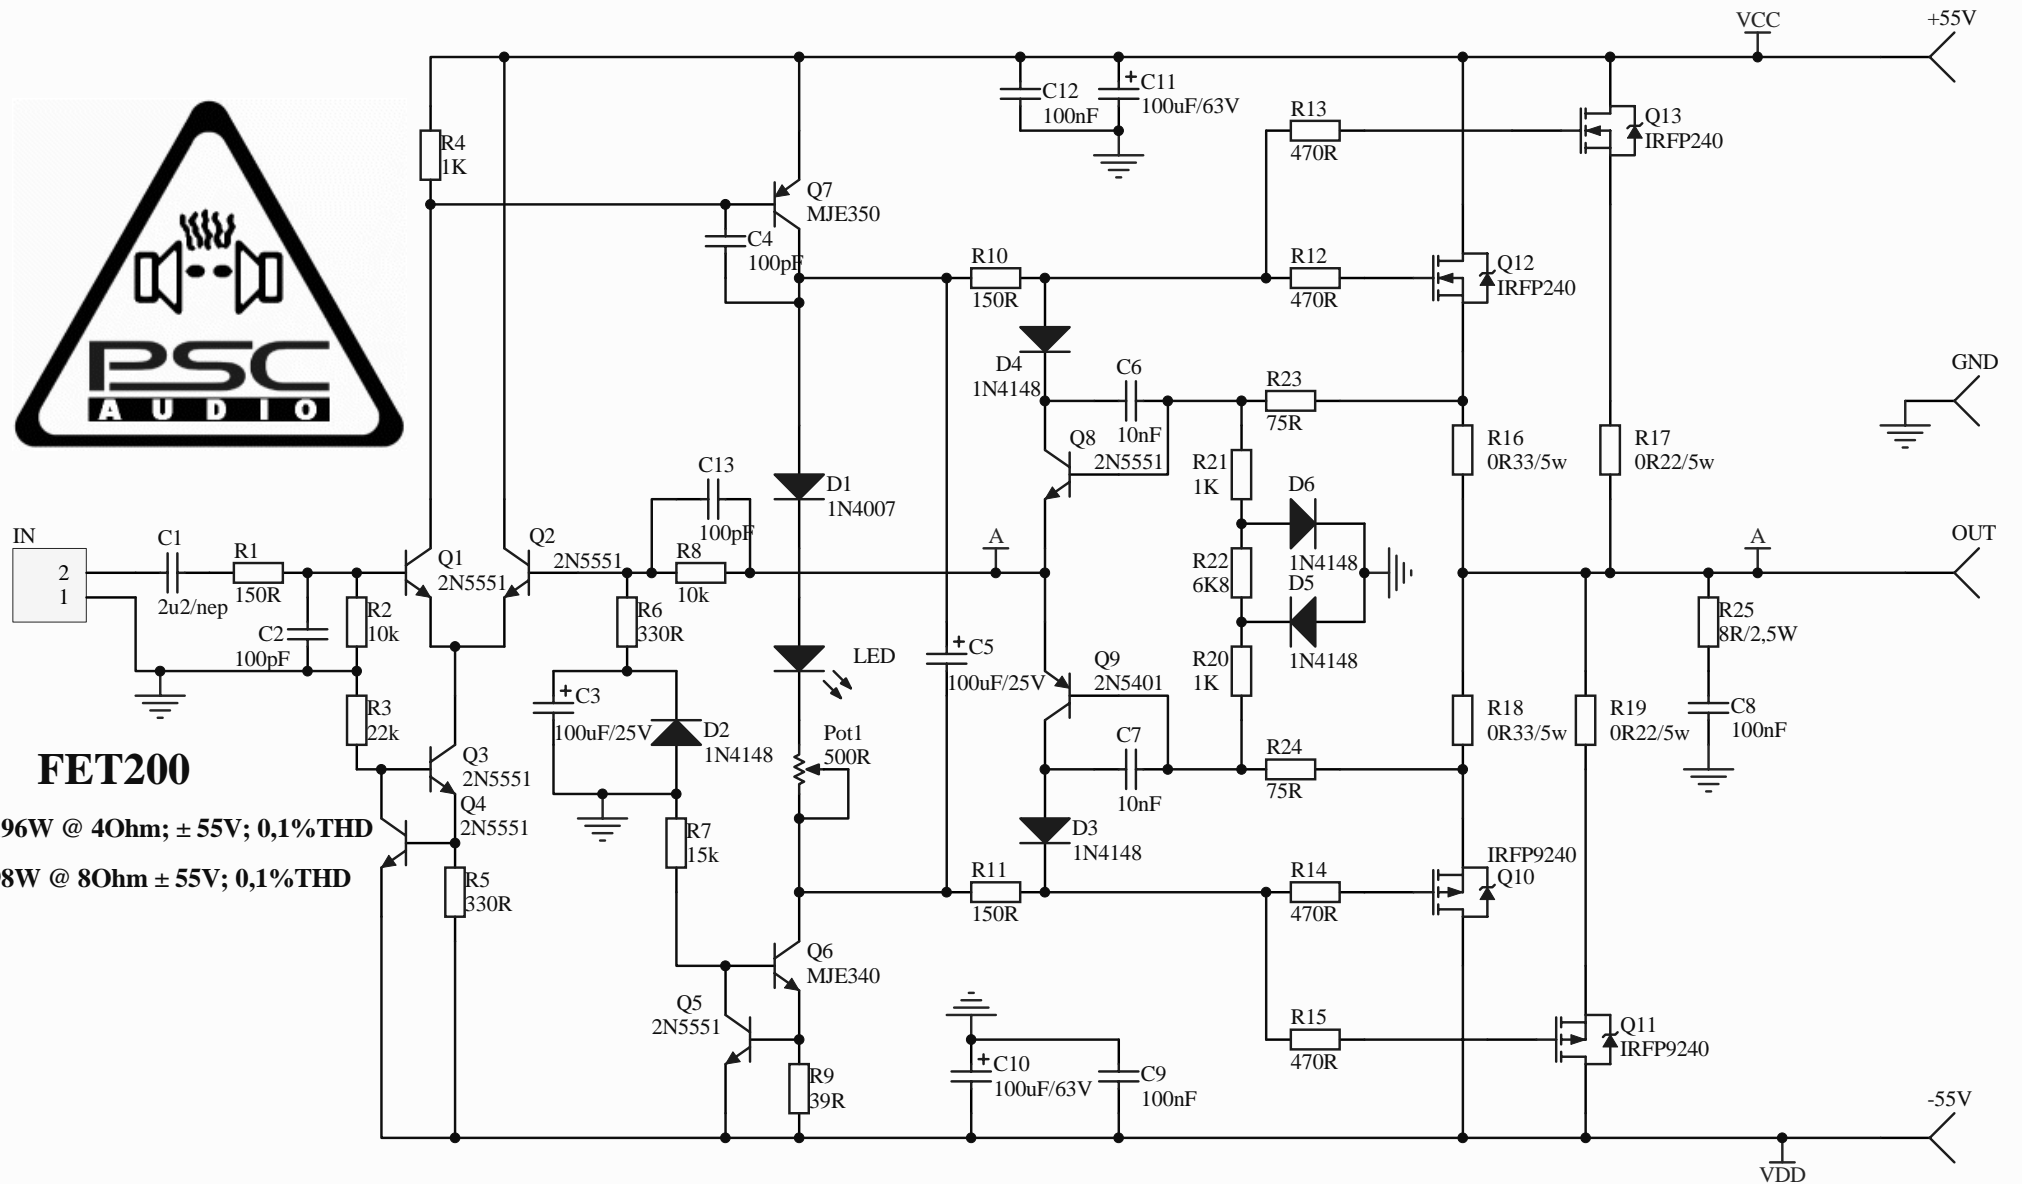 VCC
+55V
PSC
AUDIO
R4
1K
Q7
MJE350
C4
100pF
C12
100nF
+
C11
100uF/63V
R13
470R
Q13
IRFP240
R10
150R
R12
470R
Q12
IRFP240
D4
1N4148
C6
10nF
R23
75R
GND
Q8
2N5551
R21
1K
R16
0R33/5w
R17
0R22/5w
D1
1N4007
C13
100pF
D6
1N4148
IN
2
1
C1
2u2/nep
R1
150R
Q1
2N5551
Q2
2N5551
R8
10k
A
R22
6K8
D5
1N4148
A
OUT
C2
100pF
R2
10k
R6
330R
LED
+
C5
100uF/25V
Q9
2N5401
R20
1K
R25
8R/2,5W
R3
22k
+
C3
100uF/25V
D2
1N4148
Pot1
500R
C7
10nF
R24
75R
R18
0R33/5w
R19
0R22/5w
C8
100nF
FET200
Q3
2N5551
Q4
2N5551
96W @ 4Ohm; ± 55V; 0,1%THD
8W @ 8Ohm ± 55V; 0,1%THD
R7
15k
D3
1N4148
R5
330R
R11
150R
R14
470R
IRFP9240
Q10
Q6
MJE340
Q5
2N5551
R9
39R
+
C10
100uF/63V
C9
100nF
R15
470R
Q11
IRFP9240
-55V
VDD